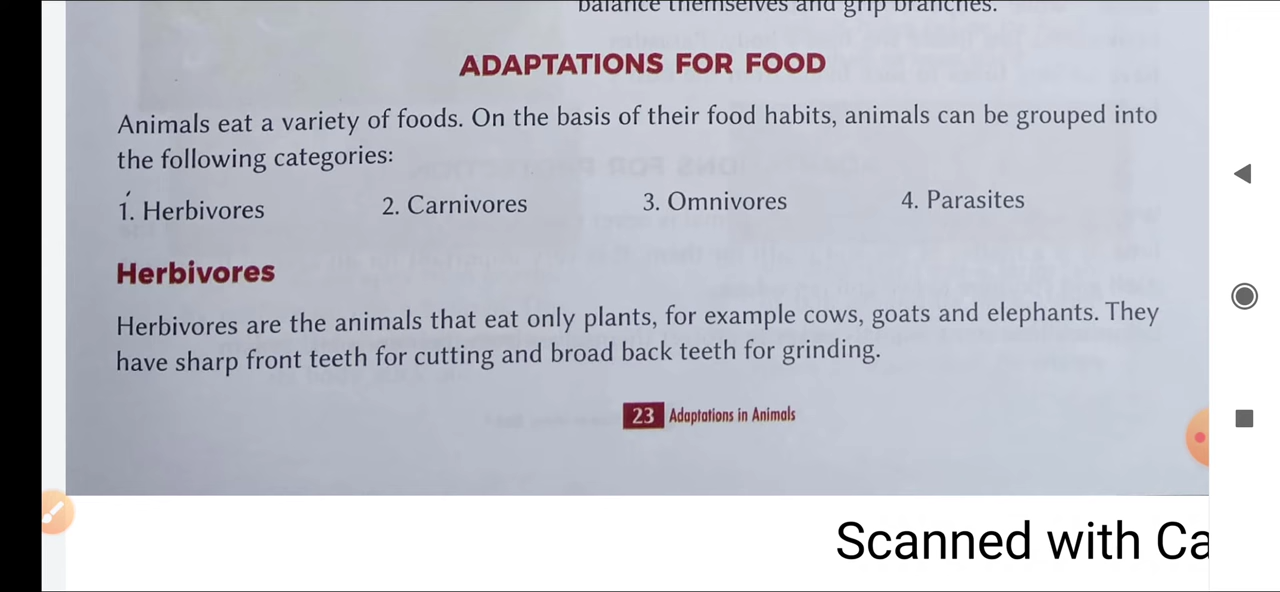 balance themselves and grip branches.
ADAPTATIONS FOR FOOD
Animals eat a variety of foods. On the basis of their food habits, animals can be grouped into
the following categories:
1. Herbivores 2. Carnivores 3. Omnivores 4. Parasites
Herbivores
Herbivores are the animals that eat only plants, for example cows, goats and elephants. They
have sharp front teeth for cutting and broad back teeth for grinding.
23 Adaptations in Animals
Scanned with Ca